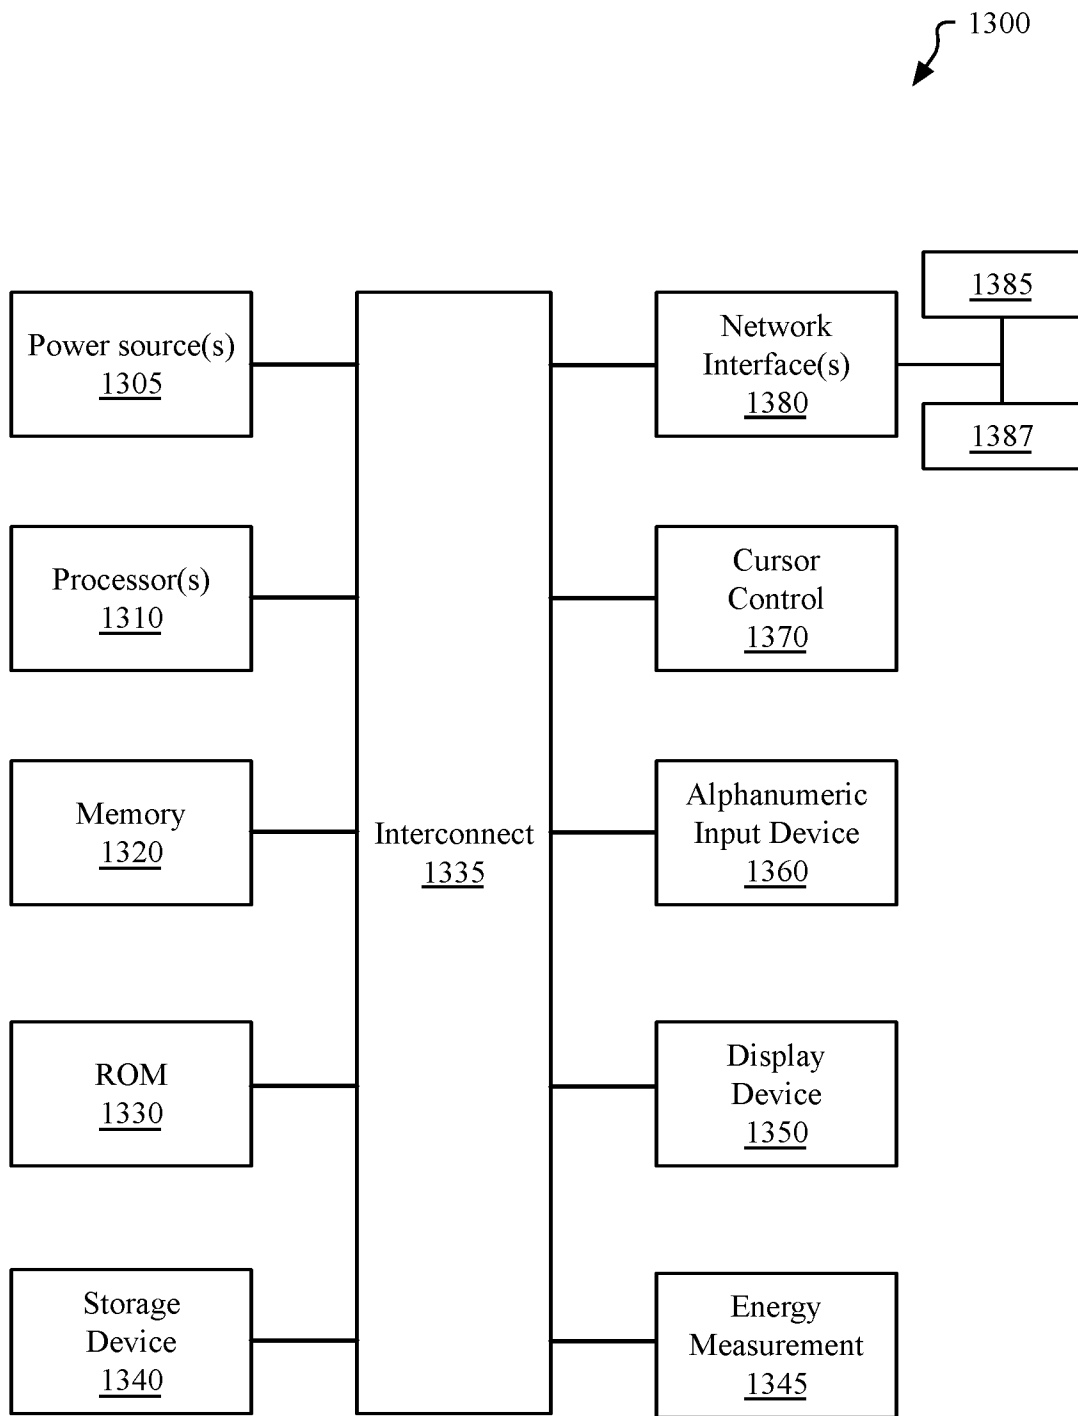 1300
Power source(s)
1305
Processor(s)
1310
Memory
1320
ROM
1330
Storage
Device
1340
Interconnect
1335
Network
Interface(s)
1380
1385
1387
Cursor
Control
1370
Alphanumeric
Input Device
1360
Display
Device
1350
Energy
Measurement
1345